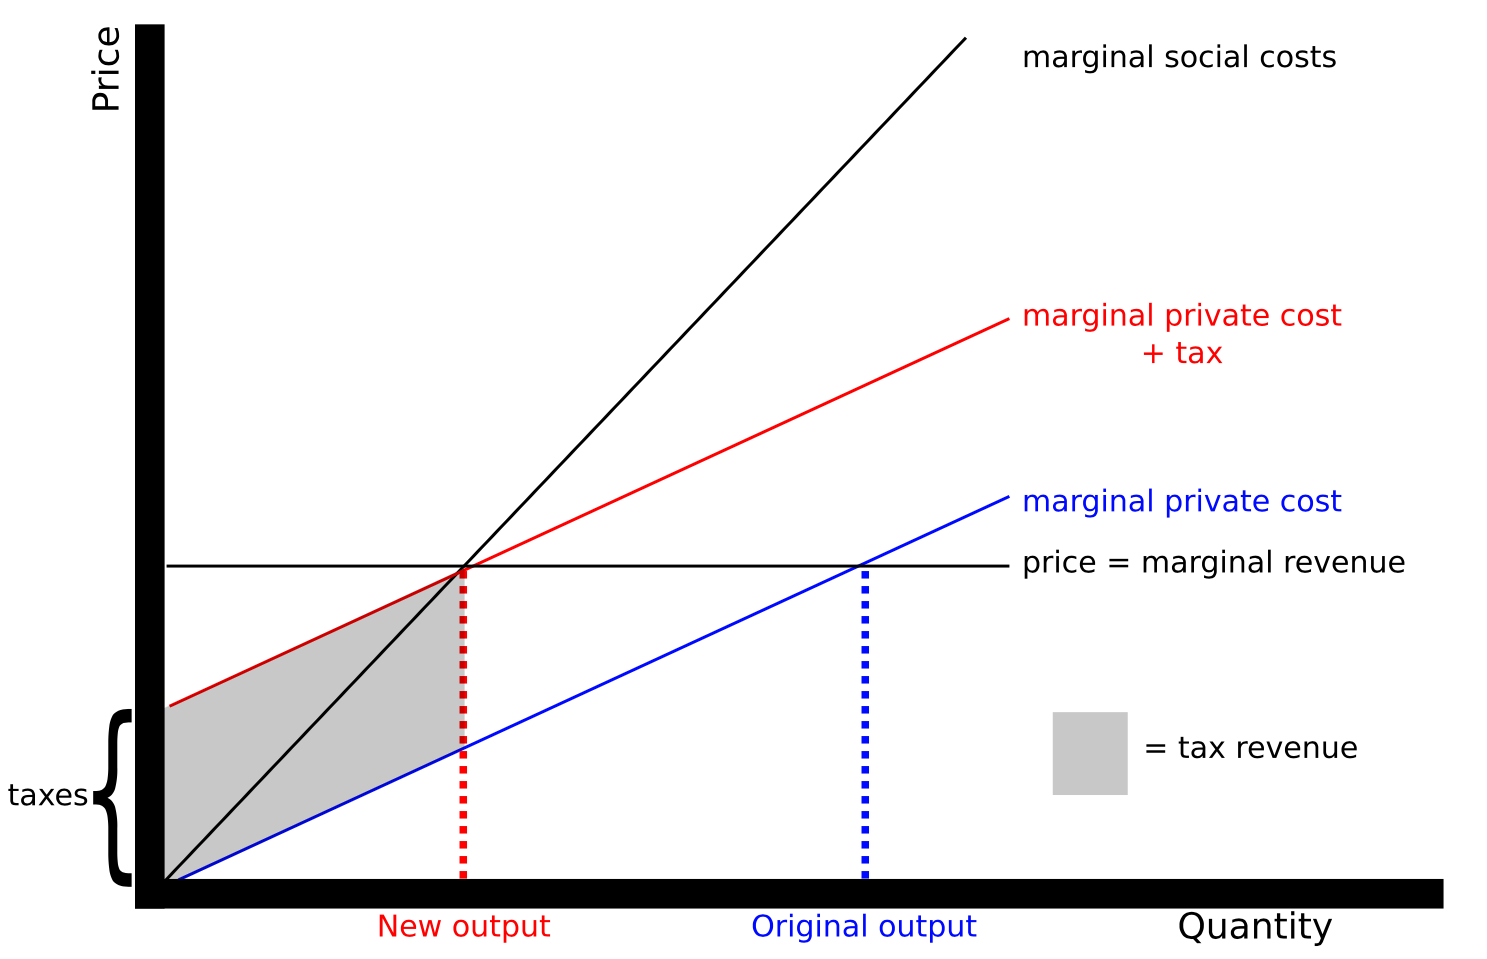 Price
marginal social costs
marginal private cost
+ tax
marginal private cost
price = marginal revenue
= tax revenue
taxes
New output
Original output
Quantity